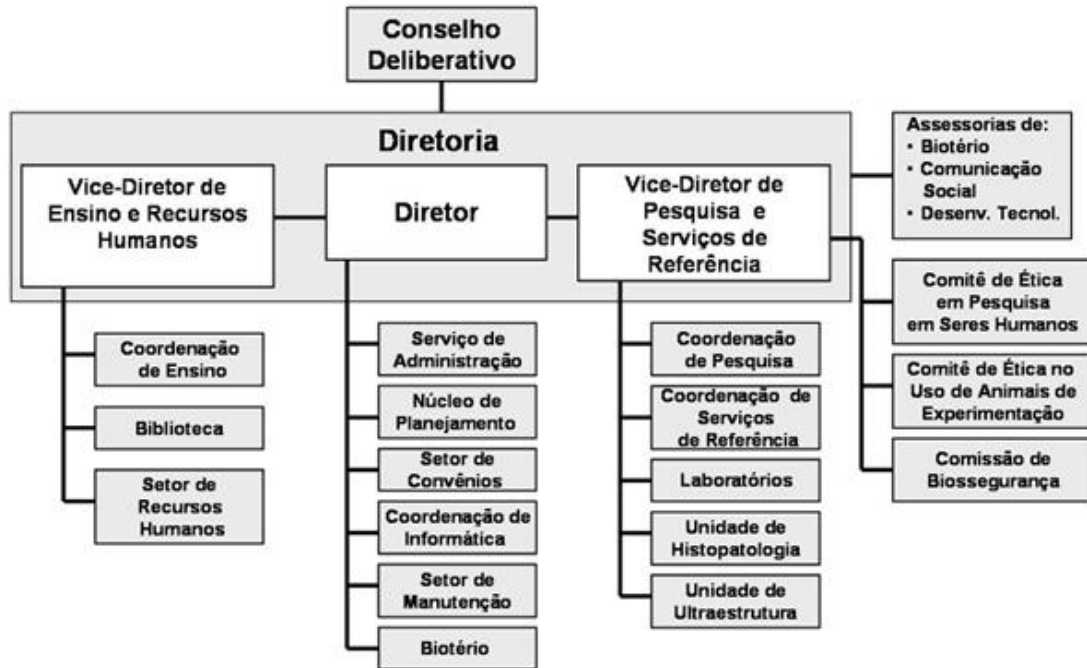 Conselho
Deliberativo
Diretoria
Vice-Diretor de
Ensino e Recursos
Humanos
Diretor
Vice-Diretor de
Pesquisa e
Serviços de
Referência
Assessorias de:
• Biotério
• Comunicação
Social
• Desenv. Tecnol.
Coordenação
de Ensino
Biblioteca
Setor de
Recursos
Humanos
Serviço de
Administração
Núcleo de
Planejamento
Setor de
Convênios
Coordenação de
Informática
Setor de
Manutenção
Biotério
Coordenação
de Pesquisa
Coordenação de
Serviços
de Referência
Laboratórios
Unidade de
Histopatologia
Unidade de
Ultraestrutura
Comitê de Ética
em Pesquisa
em Seres Humanos
Comitê de Ética no
Uso de Animais de
Experimentação
Comissão de
Biossegurança